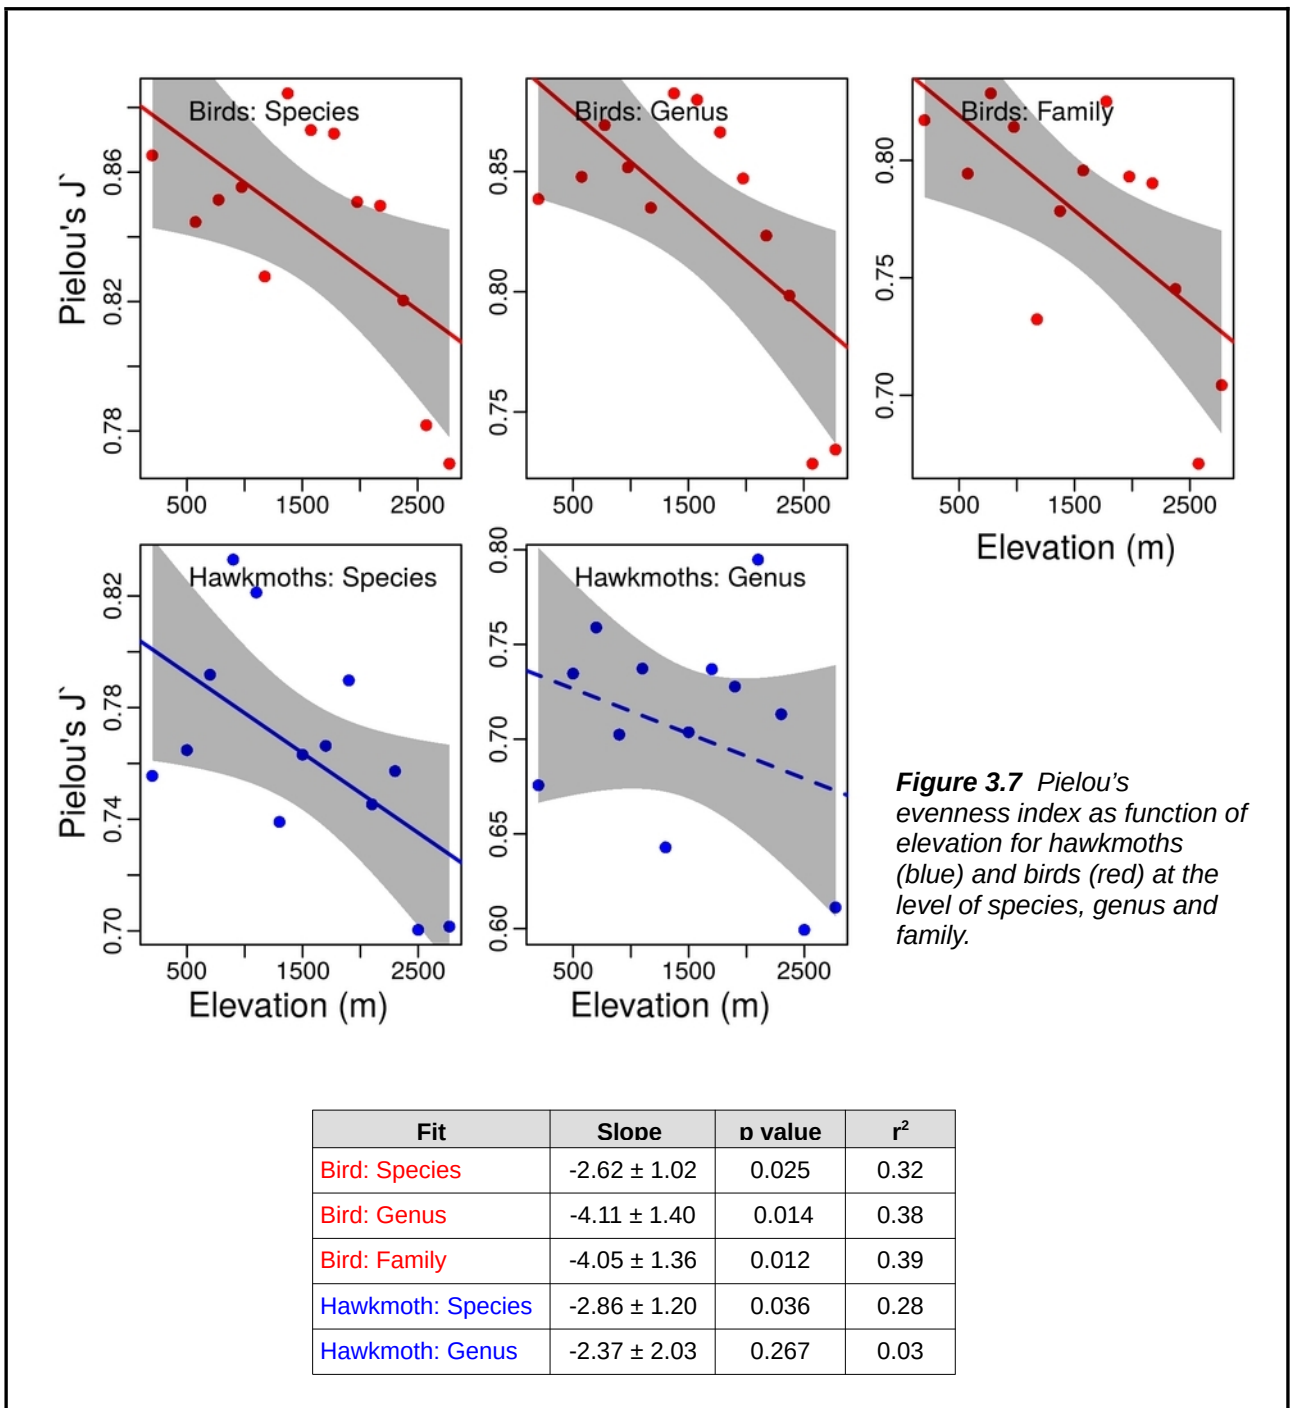 Birds: Species
Birds: Genus
Birds: Family
Pielou's J`
0.86
0.82
0.78
0.85
0.80
0.75
0.80
0.75
0.70
500 1500 2500
500 1500 2500
500 1500 2500
Elevation (m)
Hawkmoths: Species
Hawkmoths: Genus
Pielou's J`
0.82
0.78
0.74
0.70
0.80
0.75
0.70
0.65
0.60
500 1500 2500
500 1500 2500
Elevation (m)
Elevation (m)
Figure 3.7 Pielou’s
evenness index as function of
elevation for hawkmoths
(blue) and birds (red) at the
level of species, genus and
family.
Fit Slope p value r²
Bird: Species -2.62 ± 1.02 0.025 0.32
Bird: Genus -4.11 ± 1.40 0.014 0.38
Bird: Family -4.05 ± 1.36 0.012 0.39
Hawkmoth: Species -2.86 ± 1.20 0.036 0.28
Hawkmoth: Genus -2.37 ± 2.03 0.267 0.03